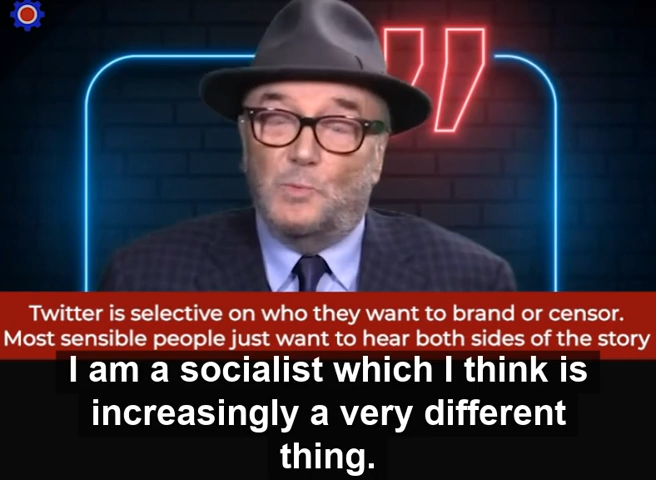 Twitter is selective on who they want to brand or censor.
Most sensible people just want to hear both sides of the story
I am a socialist which I think is
increasingly a very different
thing.